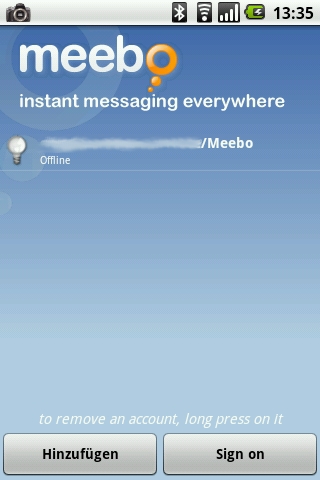 13:35
meebo
instant messaging everywhere
/Meebo
Offline
to remove an account, long press on it
Hinzufügen
Sign on